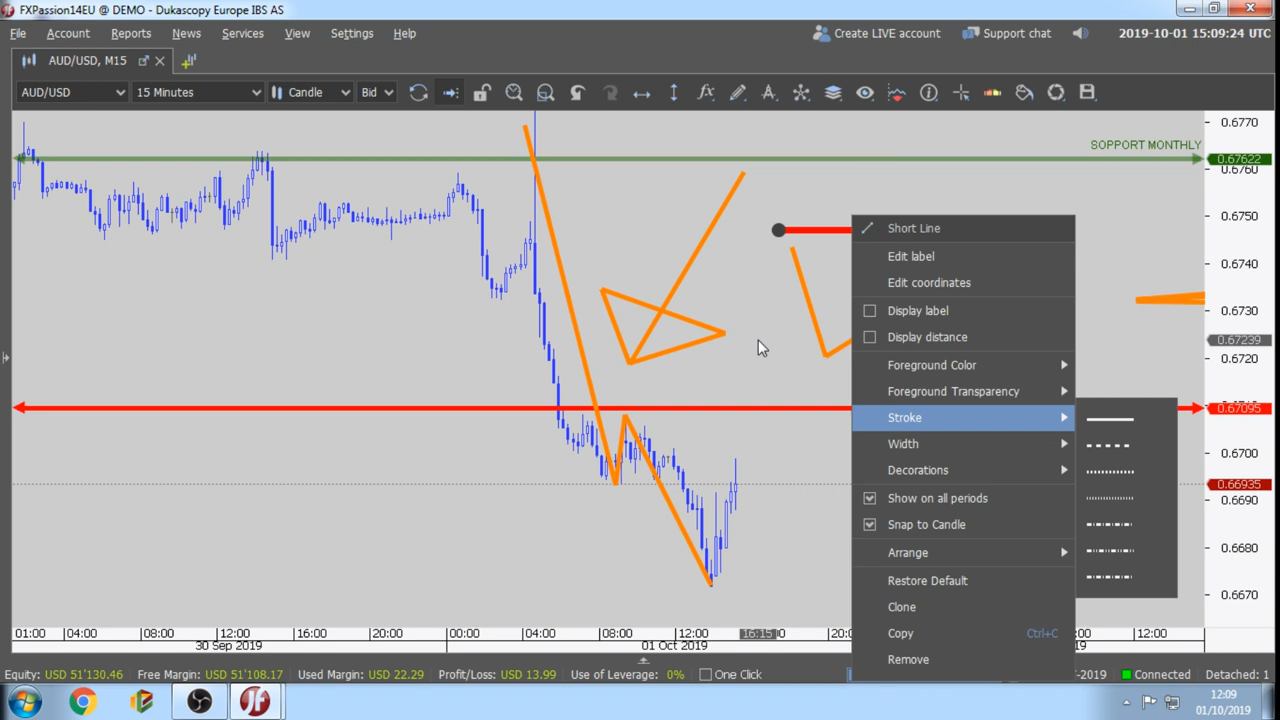 FXPassion14EU @ DEMO - Dukascopy Europe IBS AS
File Account Reports News Services View Settings Help Create LIVE account Support chat 2019-10-01 15:09:24 UTC
AUD/USD, M15
AUD/USD 15 Minutes Candle Bid
0.6770
SOPPORT MONTHLY
0.67622
0.6760
0.6750
0.6740
0.6730
0.67239
0.6720
0.67095
0.6700
0.66935
0.6690
0.6680
0.6670
Short Line
Edit label
Edit coordinates
Display label
Display distance
Foreground Color
Foreground Transparency
Stroke
Width
Decorations
Show on all periods
Snap to Candle
Arrange
Restore Default
Clone
Copy Ctrl+C
Remove
01:00 04:00 08:00 12:00 16:00 20:00 00:00 04:00 08:00 12:00 16:15 12:00
30 Sep 2019 01 Oct 2019
Equity: USD 51'130.46 Free Margin: USD 51'108.17 Used Margin: USD 22.29 Profit/Loss: USD 13.99 Use of Leverage: 0% One Click Connected Detached: 1
12:09
01/10/2019